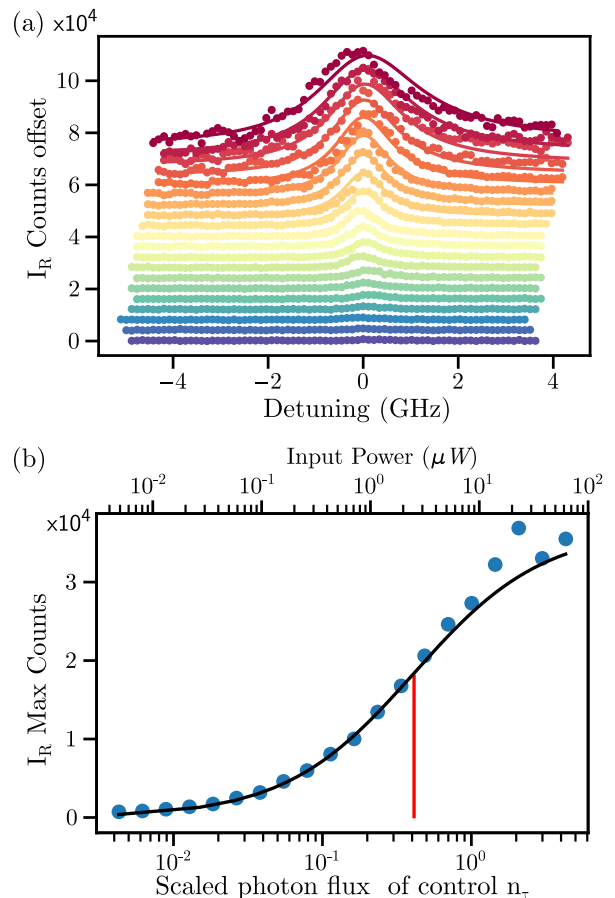 (a)
×10⁴
I_R Counts offset
10
8
6
4
2
0
−4 −2 0 2 4
Detuning (GHz)
(b)
Input Power (μW)
10⁻² 10⁻¹ 10⁰ 10¹ 10²
×10⁴
I_R Max Counts
3
2
1
0
10⁻² 10⁻¹ 10⁰
Scaled photon flux of control n_τ